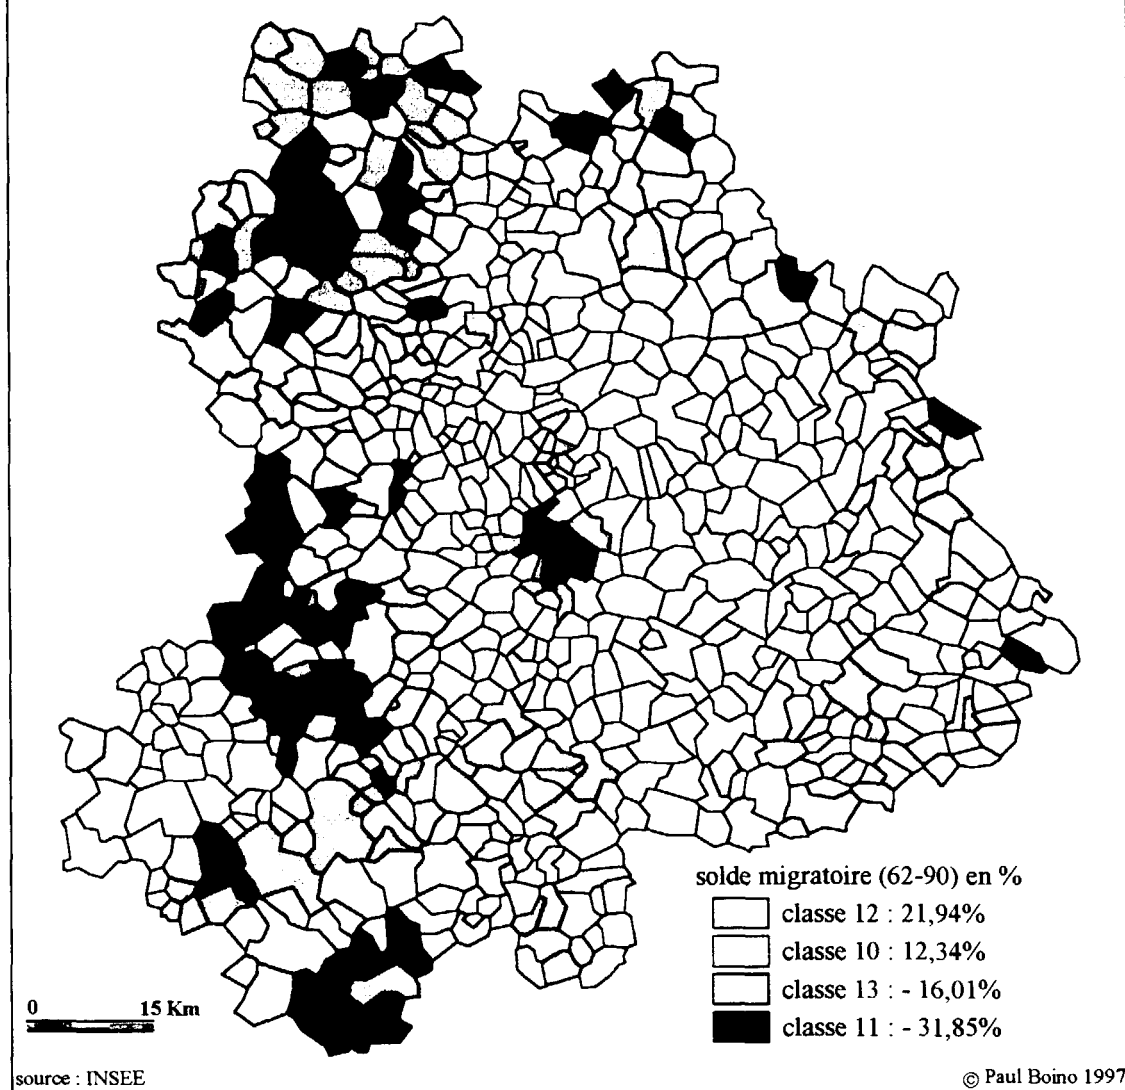 solde migratoire (62-90) en %
classe 12 : 21,94%
classe 10 : 12,34%
classe 13 : - 16,01%
classe 11 : - 31,85%
0 15 Km
source : INSEE
© Paul Boino 1997